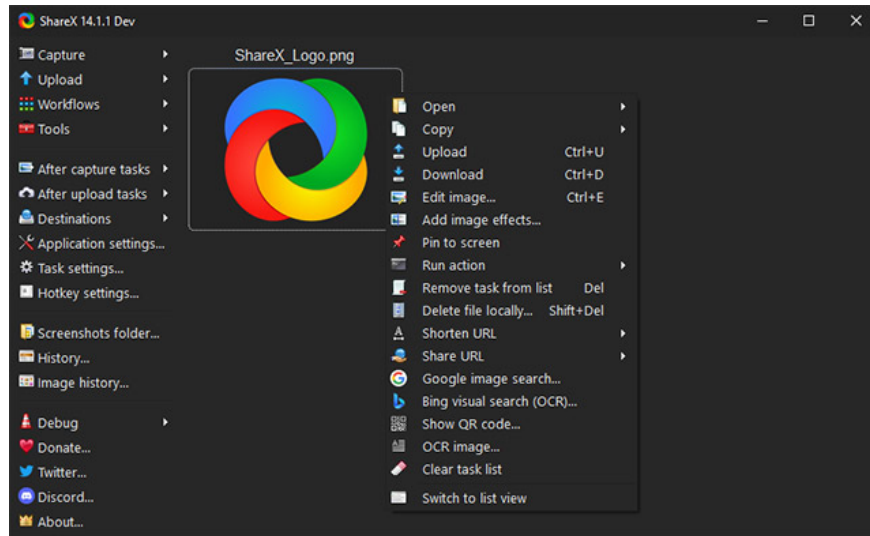 ShareX 14.1.1 Dev
Capture
Upload
Workflows
Tools
After capture tasks
After upload tasks
Destinations
Application settings...
Task settings...
Hotkey settings...
Screenshots folder...
History...
Image history...
Debug
Donate...
Twitter...
Discord...
About...
ShareX_Logo.png
Open
Copy
Upload Ctrl+U
Download Ctrl+D
Edit image... Ctrl+E
Add image effects...
Pin to screen
Run action
Remove task from list Del
Delete file locally... Shift+Del
Shorten URL
Share URL
Google image search...
Bing visual search (OCR)...
Show QR code...
OCR image...
Clear task list
Switch to list view